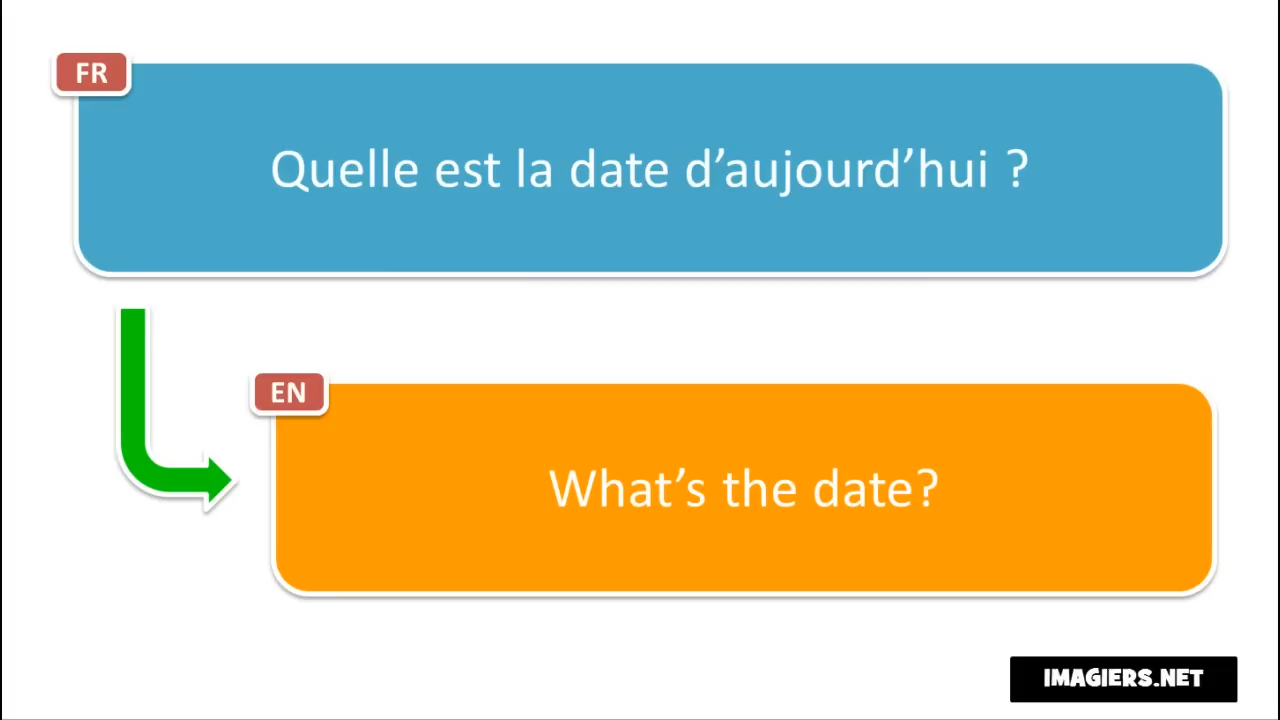 FR
Quelle est la date d’aujourd’hui ?
EN
What’s the date?
IMAGIERS.NET